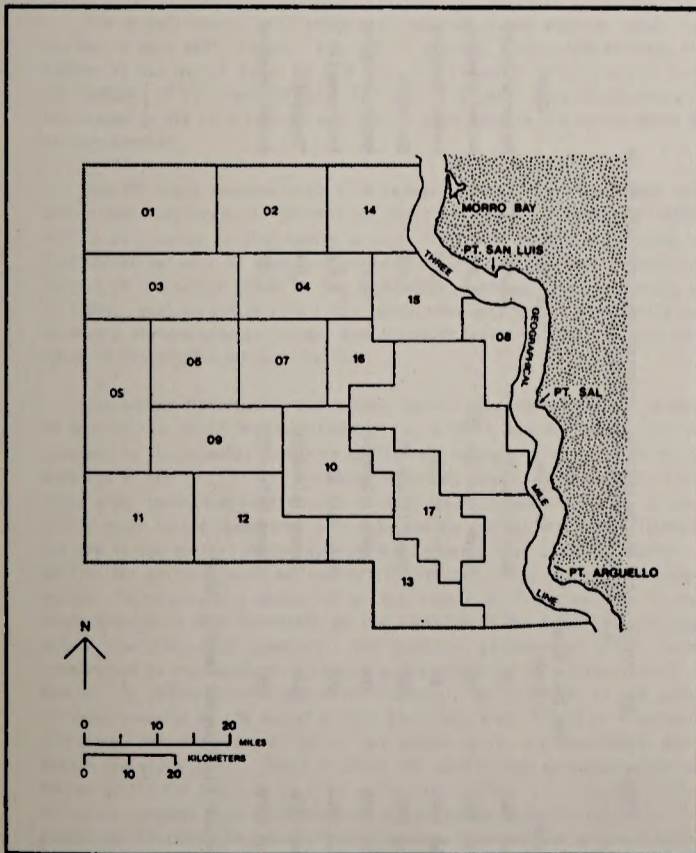 MORRO BAY
01 02 14
PT. SAN LUIS
THREE
03 04 15
GEOGRAPHICAL
08
06 07 16
05
PT. SAL
09
10
MILE
11 12 17
PT. ARGUELLO
13
LINE
N
0 10 20
MILES
KILOMETERS
0 10 20